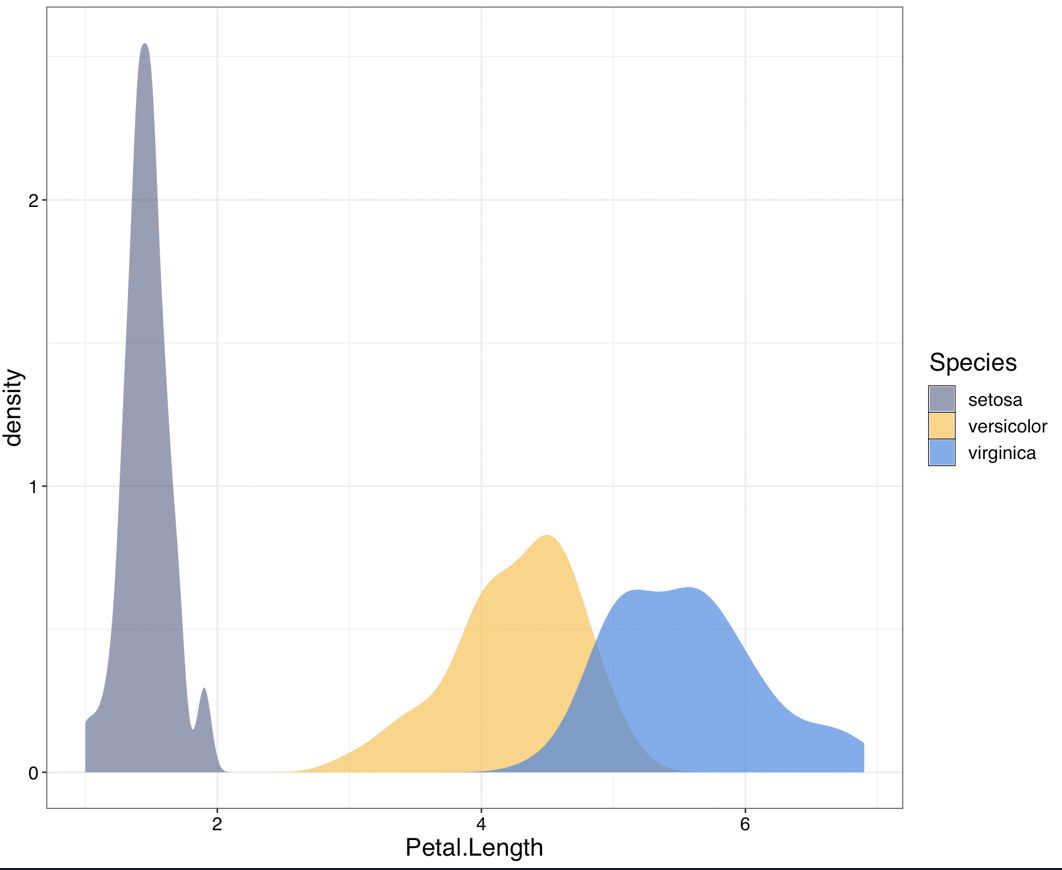 density
2
1
0
2
4
6
Petal.Length
Species
setosa
versicolor
virginica